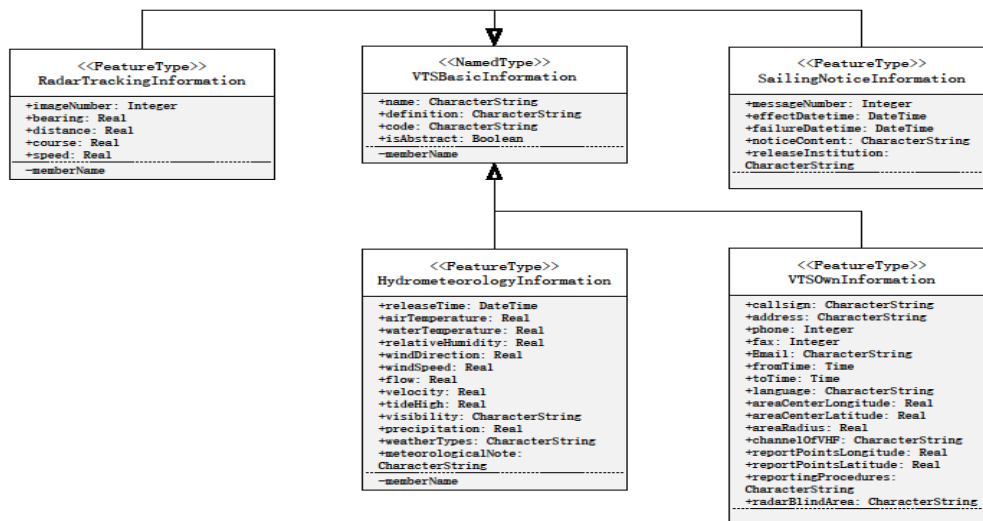 <<FeatureType>>
RadarTrackingInformation
+imageNumber: Integer
+bearing: Real
+distance: Real
+course: Real
+speed: Real
-memberName
<<NamedType>>
VTSBasicInformation
+name: CharacterString
+definition: CharacterString
+code: CharacterString
+isAbstract: Boolean
-memberName
<<FeatureType>>
SailingNoticeInformation
+messageNumber: Integer
+effectDatetime: DateTime
+failureDatetime: DateTime
+noticeContent: CharacterString
+releaseInstitution:
CharacterString
<<FeatureType>>
HydrometeorologyInformation
+releaseTime: DateTime
+airTemperature: Real
+waterTemperature: Real
+relativeHumidity: Real
+windDirection: Real
+windSpeed: Real
+flow: Real
+velocity: Real
+tideHigh: Real
+visibility: CharacterString
+precipitation: Real
+weatherTypes: CharacterString
+meteorologicalNote:
CharacterString
-memberName
<<FeatureType>>
VTSOwnInformation
+callsign: CharacterString
+address: CharacterString
+phone: Integer
+fax: Integer
+Email: CharacterString
+fromTime: Time
+toTime: Time
+language: CharacterString
+areaCenterLongitude: Real
+areaCenterLatitude: Real
+areaRadius: Real
+channelOfVHF: CharacterString
+reportPointsLongitude: Real
+reportPointsLatitude: Real
+reportingProcedures:
CharacterString
+radarBlindArea: CharacterString